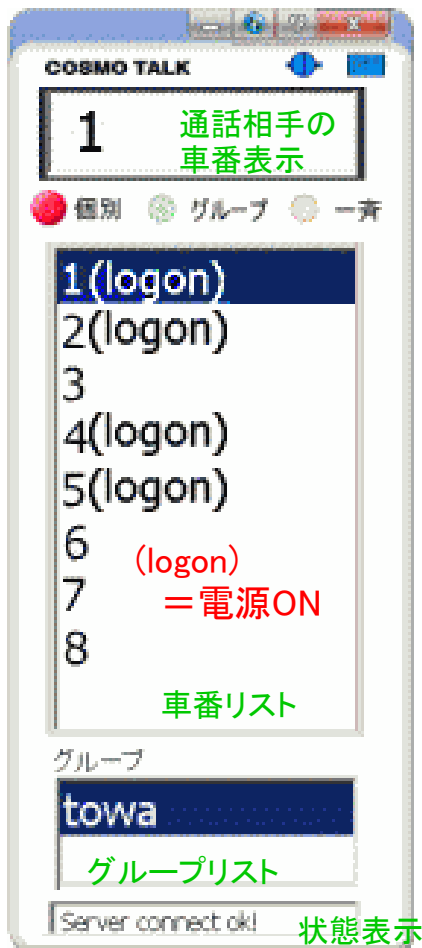 COSMO TALK
1
通話相手の
車番表示
個別 グループ 一斉
1(logon)
2(logon)
3
4(logon)
5(logon)
6
7
8
(logon)
＝電源ON
車番リスト
グループ
towa
グループリスト
Server connect ok!
状態表示